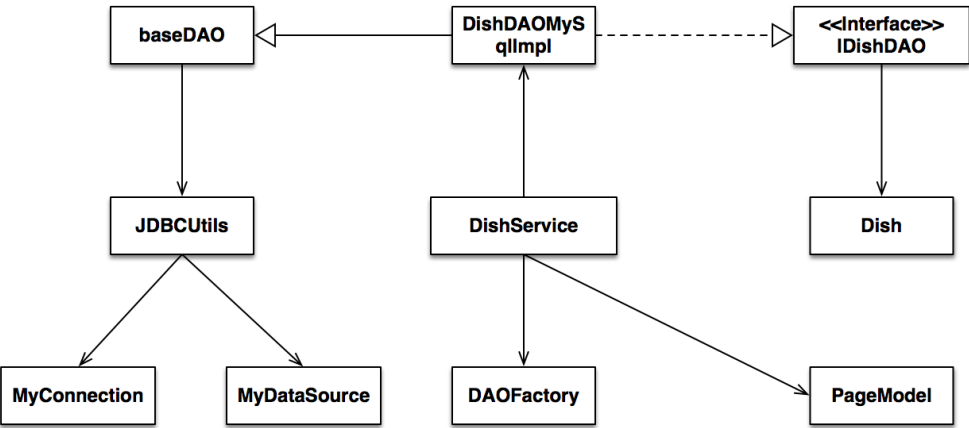 baseDAO
DishDAOMyS
qlImpl
<<Interface>>
IDishDAO
JDBCUtils
DishService
Dish
MyConnection
MyDataSource
DAOFactory
PageModel